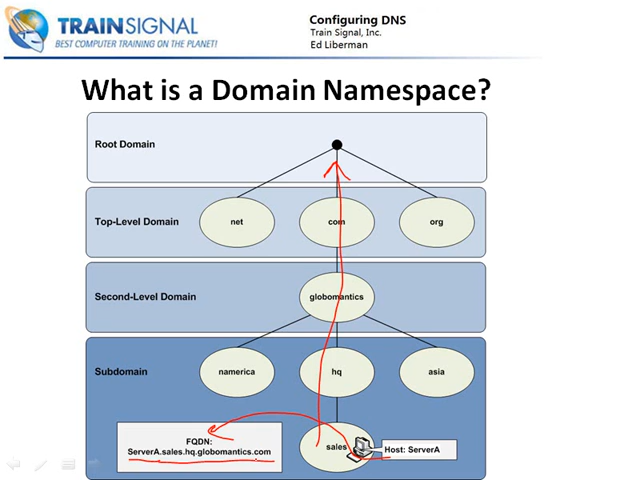 TRAINSIGNAL
BEST COMPUTER TRAINING ON THE PLANET!
Configuring DNS
Train Signal, Inc.
Ed Liberman
What is a Domain Namespace?
Root Domain
Top-Level Domain
net
com
org
Second-Level Domain
globomantics
Subdomain
namerica
hq
asia
FQDN:
ServerA.sales.hq.globomantics.com
sales
Host: ServerA